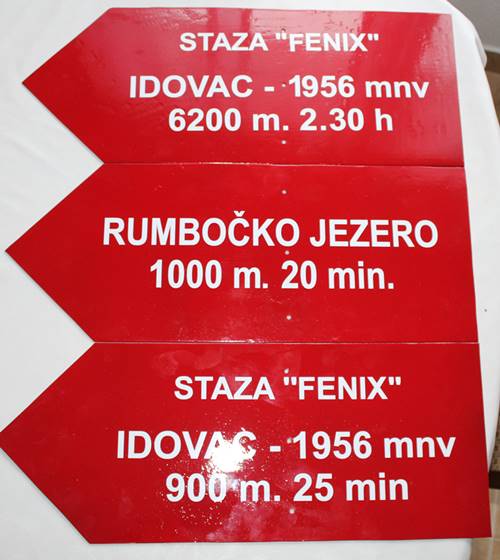 STAZA "FENIX"
IDOVAC - 1956 mnv
6200 m. 2.30 h
RUMBOČKO JEZERO
1000 m. 20 min.
STAZA "FENIX"
IDOVAC - 1956 mnv
900 m. 25 min